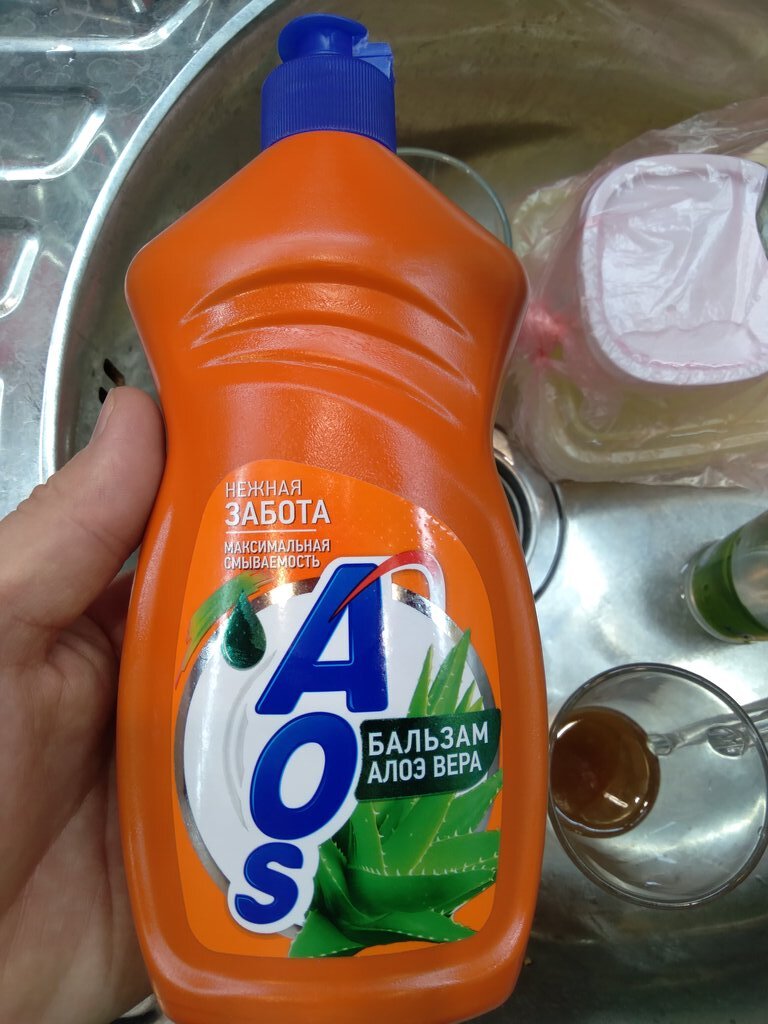 НЕЖНАЯ
ЗАБОТА
МАКСИМАЛЬНАЯ
СМЫВАЕМОСТЬ
AOS
БАЛЬЗАМ
АЛОЭ ВЕРА